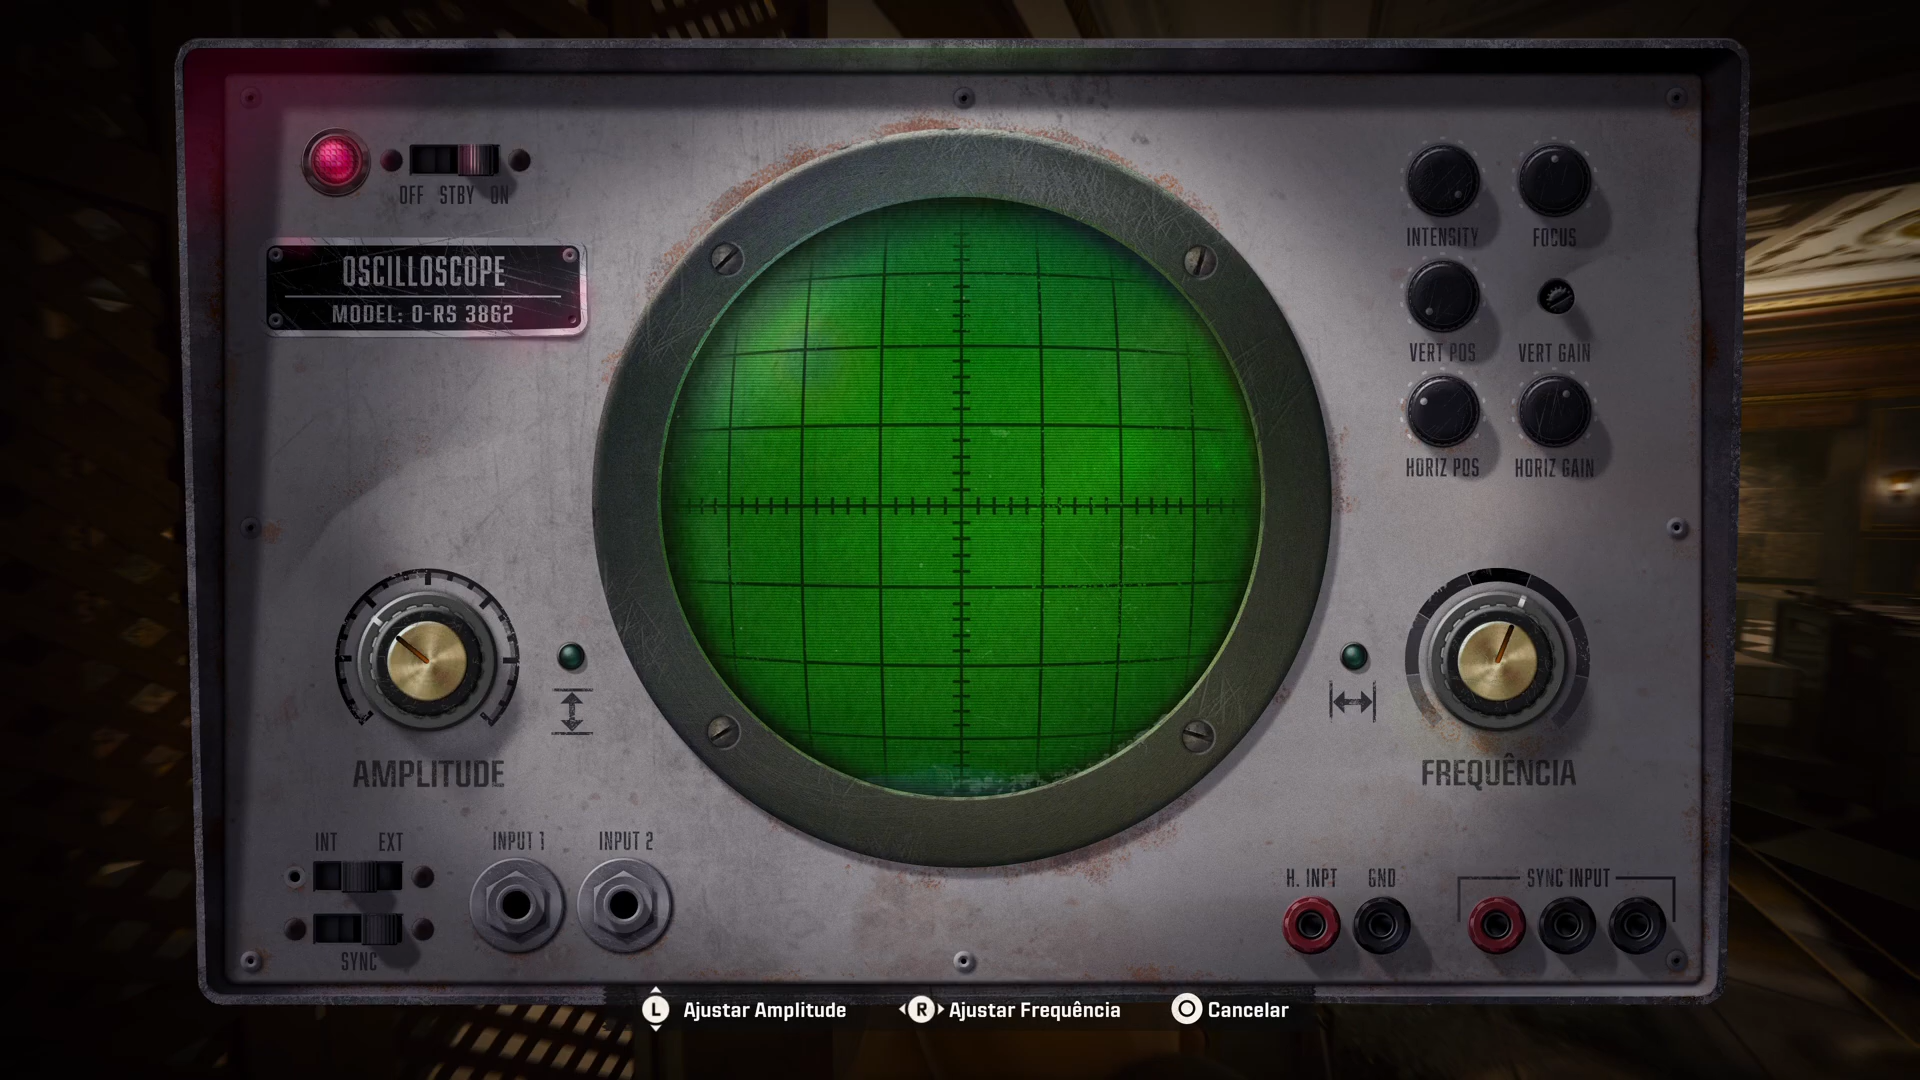 OFF STBY ON
OSCILLOSCOPE
MODEL: O-RS 3862
INTENSITY FOCUS
VERT POS VERT GAIN
HORIZ POS HORIZ GAIN
AMPLITUDE
FREQUÊNCIA
INT EXT
SYNC
INPUT 1 INPUT 2
H. INPT GND
SYNC INPUT
L Ajustar Amplitude R Ajustar Frequência Cancelar